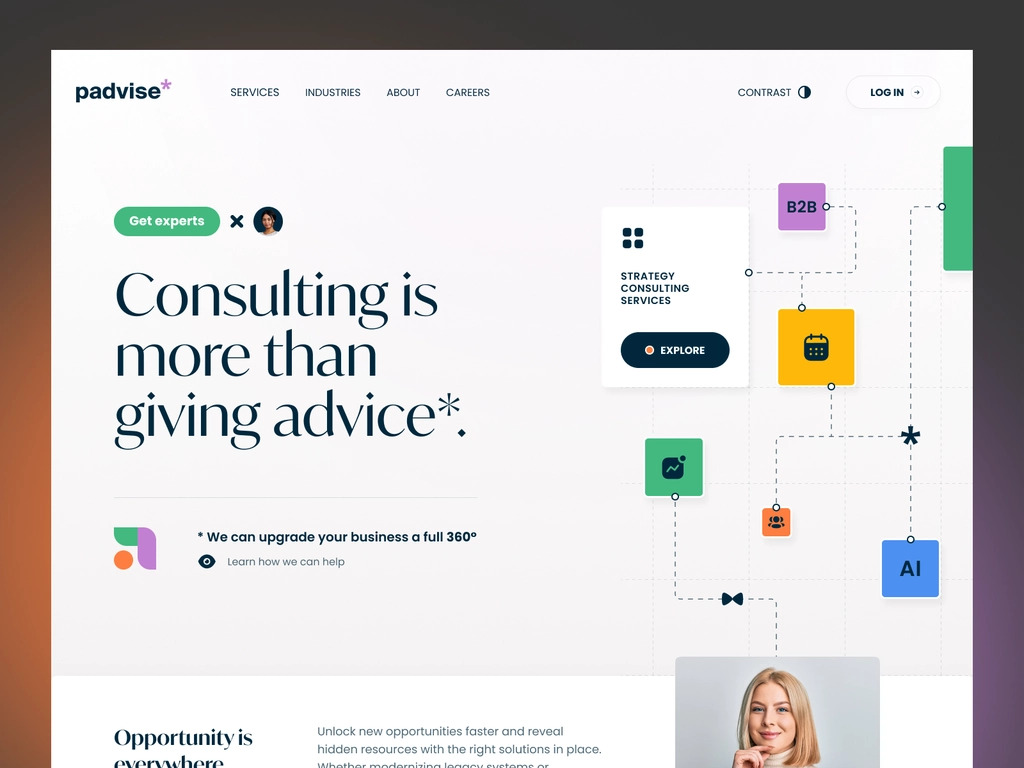 padvise*
SERVICES
INDUSTRIES
ABOUT
CAREERS
CONTRAST
LOG IN
Get experts
Consulting is
more than
giving advice*.
* We can upgrade your business a full 360°
Learn how we can help
B2B
STRATEGY
CONSULTING
SERVICES
EXPLORE
*
AI
Opportunity is
everywhere
Unlock new opportunities faster and reveal
hidden resources with the right solutions in place.
Whether modernizing legacy systems or